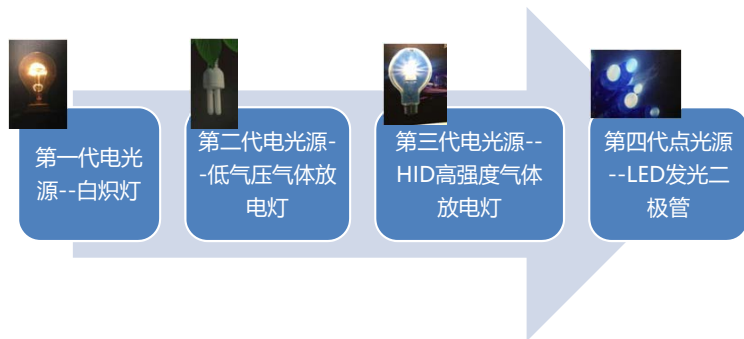 第一代电光
源--白炽灯
第二代电光源-
-低气压气体放
电灯
第三代电光源--
HID高强度气体
放电灯
第四代点光源
--LED发光二
极管